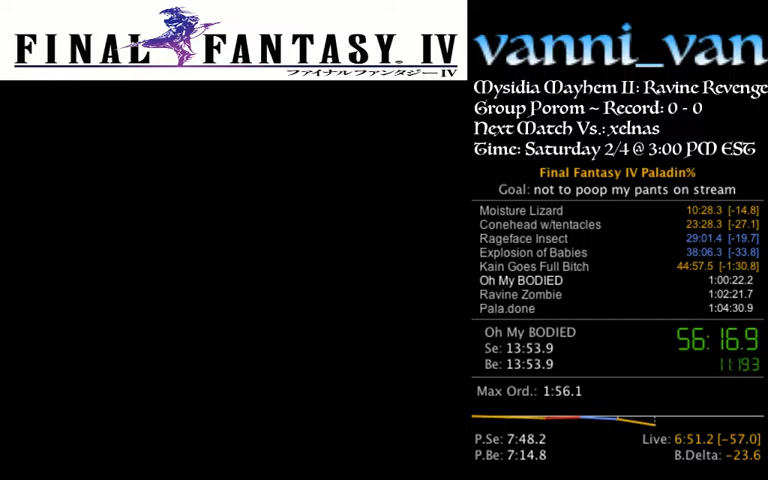 FINAL FANTASY. IV
ファイナルファンタジーIV
vanni_van
Mysidia Mayhem II: Ravine Revenge
Group Porom ~ Record: 0 - 0
Next Match Vs.: xelnas
Time: Saturday 2/4 @ 3:00 PM EST
Final Fantasy IV Paladin%
Goal: not to poop my pants on stream
Moisture Lizard 10:28.3 [-14.8]
Conehead w/tentacles 23:28.3 [-27.1]
Rageface Insect 29:01.4 [-19.7]
Explosion of Babies 38:06.3 [-33.8]
Kain Goes Full Bitch 44:57.5 [-1:30.8]
Oh My BODIED 1:00:22.2
Ravine Zombie 1:02:21.7
Pala.done 1:04:30.9
Oh My BODIED 56:16.9
Se: 13:53.9
Be: 13:53.9 11:19.3
Max Ord.: 1:56.1
P.Se: 7:48.2 Live: 6:51.2 [-57.0]
P.Be: 7:14.8 B.Delta: -23.6